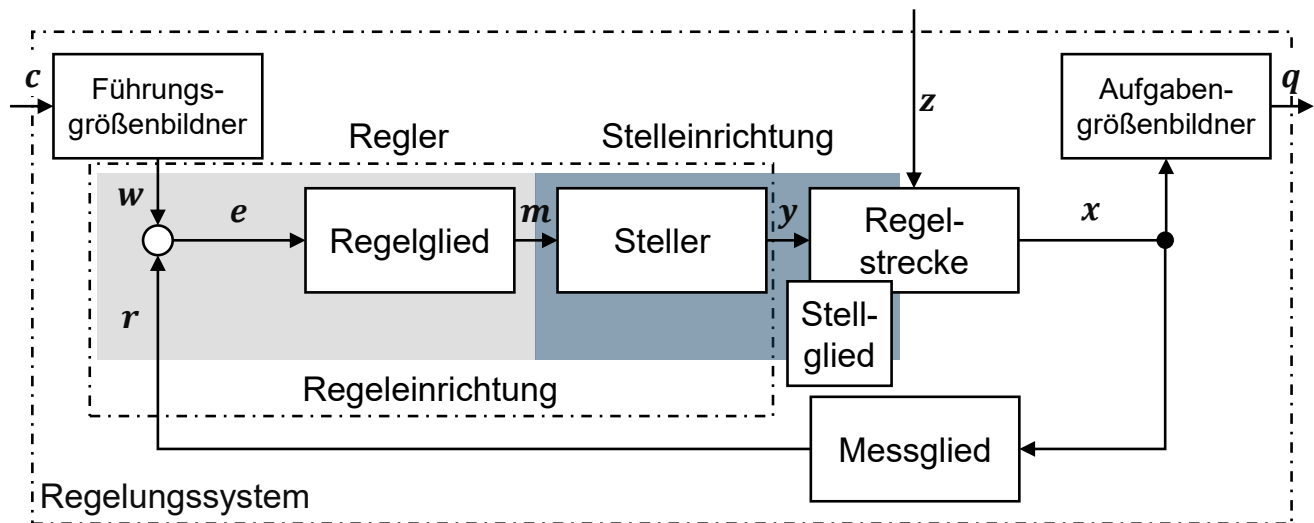 c
Führungs-
größenbildner
z
Aufgaben-
größenbildner
q
Regler
Stelleinrichtung
w
e
Regelglied
m
Steller
y
Regel-
strecke
x
r
Stell-
glied
Regeleinrichtung
Messglied
Regelungssystem